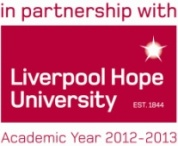 in partnership with
Liverpool Hope
University
EST. 1844
Academic Year 2012-2013